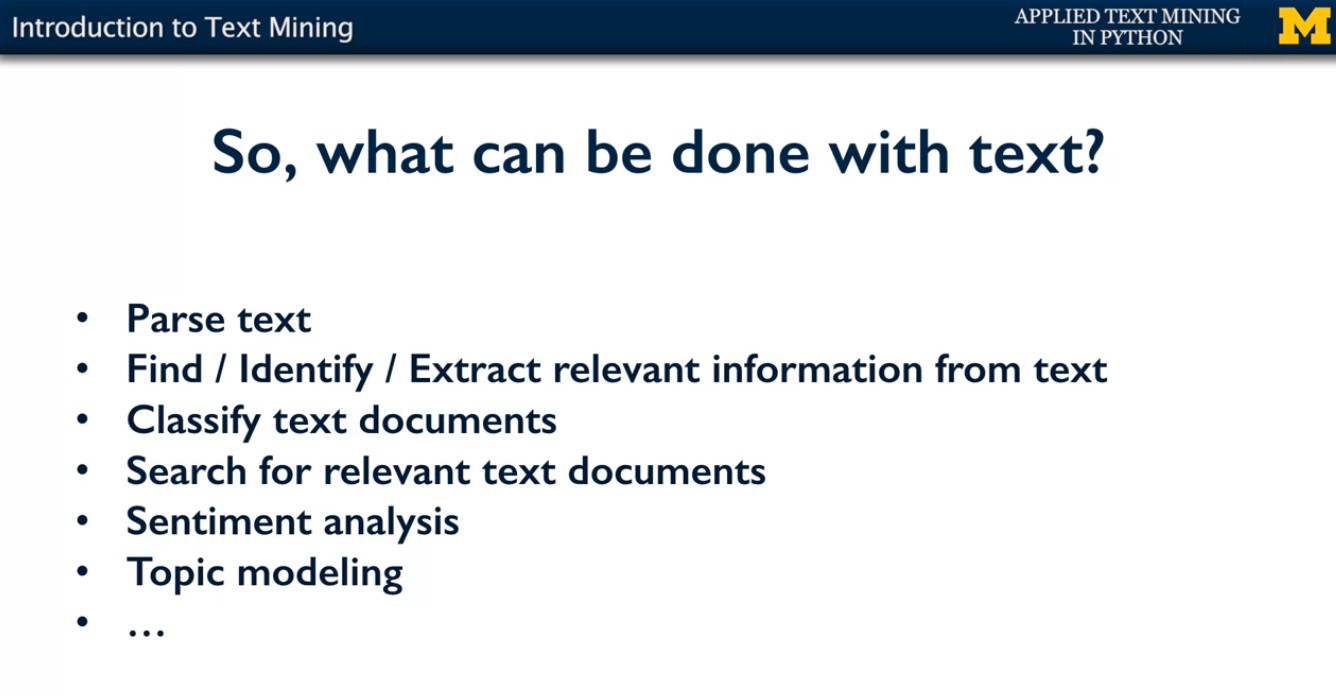 Introduction to Text Mining
APPLIED TEXT MINING
IN PYTHON
M
So, what can be done with text?
• Parse text
• Find / Identify / Extract relevant information from text
• Classify text documents
• Search for relevant text documents
• Sentiment analysis
• Topic modeling
• …